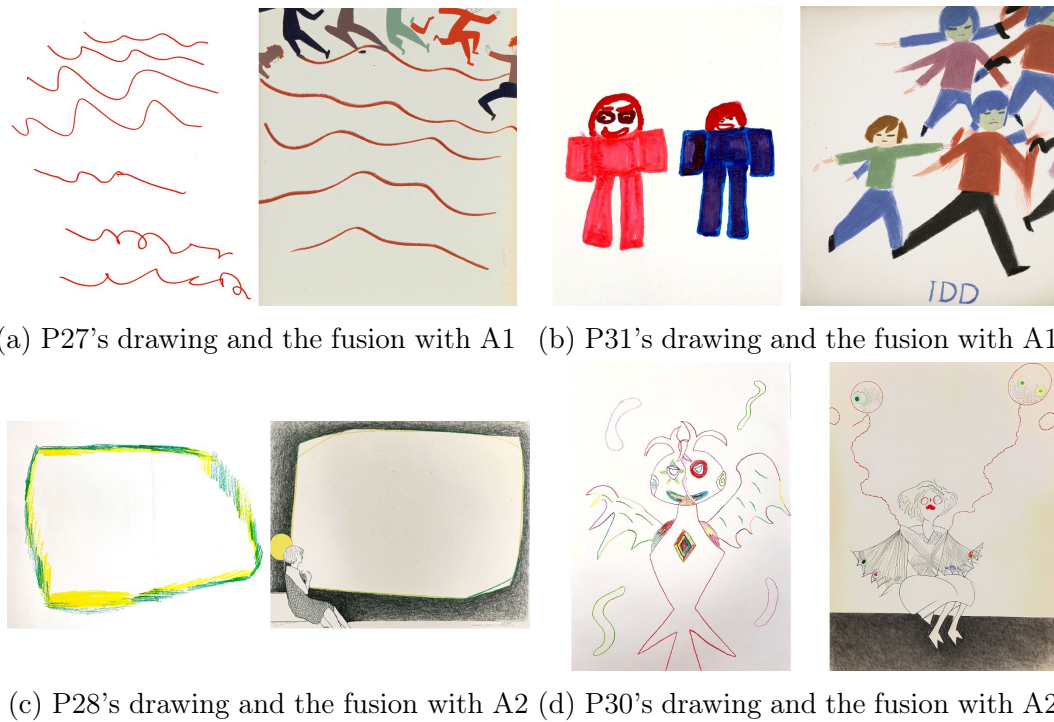 IDD
(a) P27's drawing and the fusion with A1
(b) P31's drawing and the fusion with A1
(c) P28's drawing and the fusion with A2
(d) P30's drawing and the fusion with A2